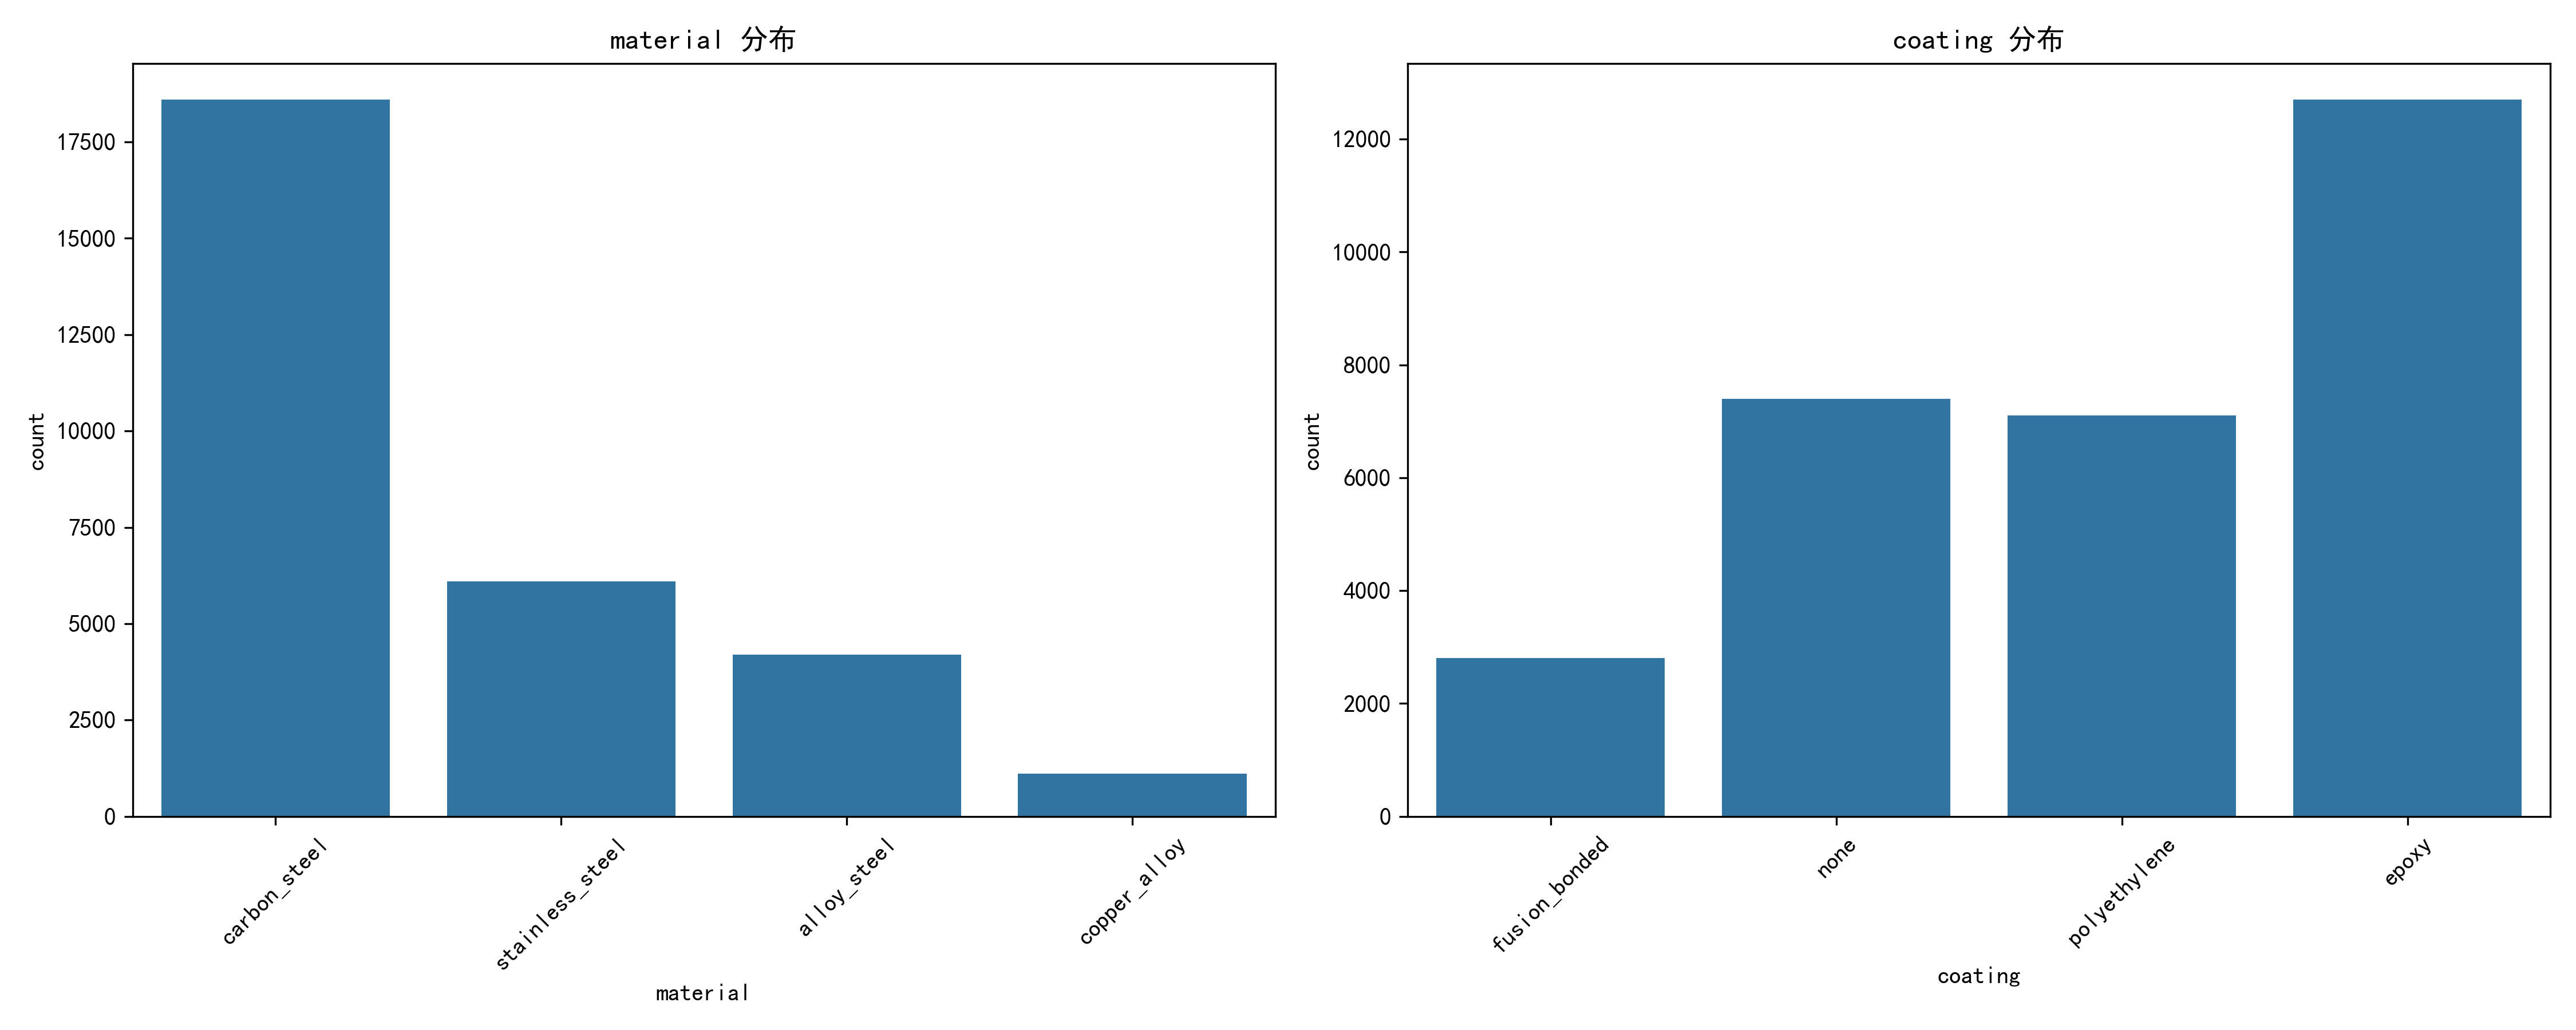 material 分布
17500
15000
12500
10000
7500
5000
2500
0
count
carbon_steel
stainless_steel
alloy_steel
copper_alloy
material
coating 分布
12000
10000
8000
6000
4000
2000
0
count
fusion_bonded
none
polyethylene
epoxy
coating